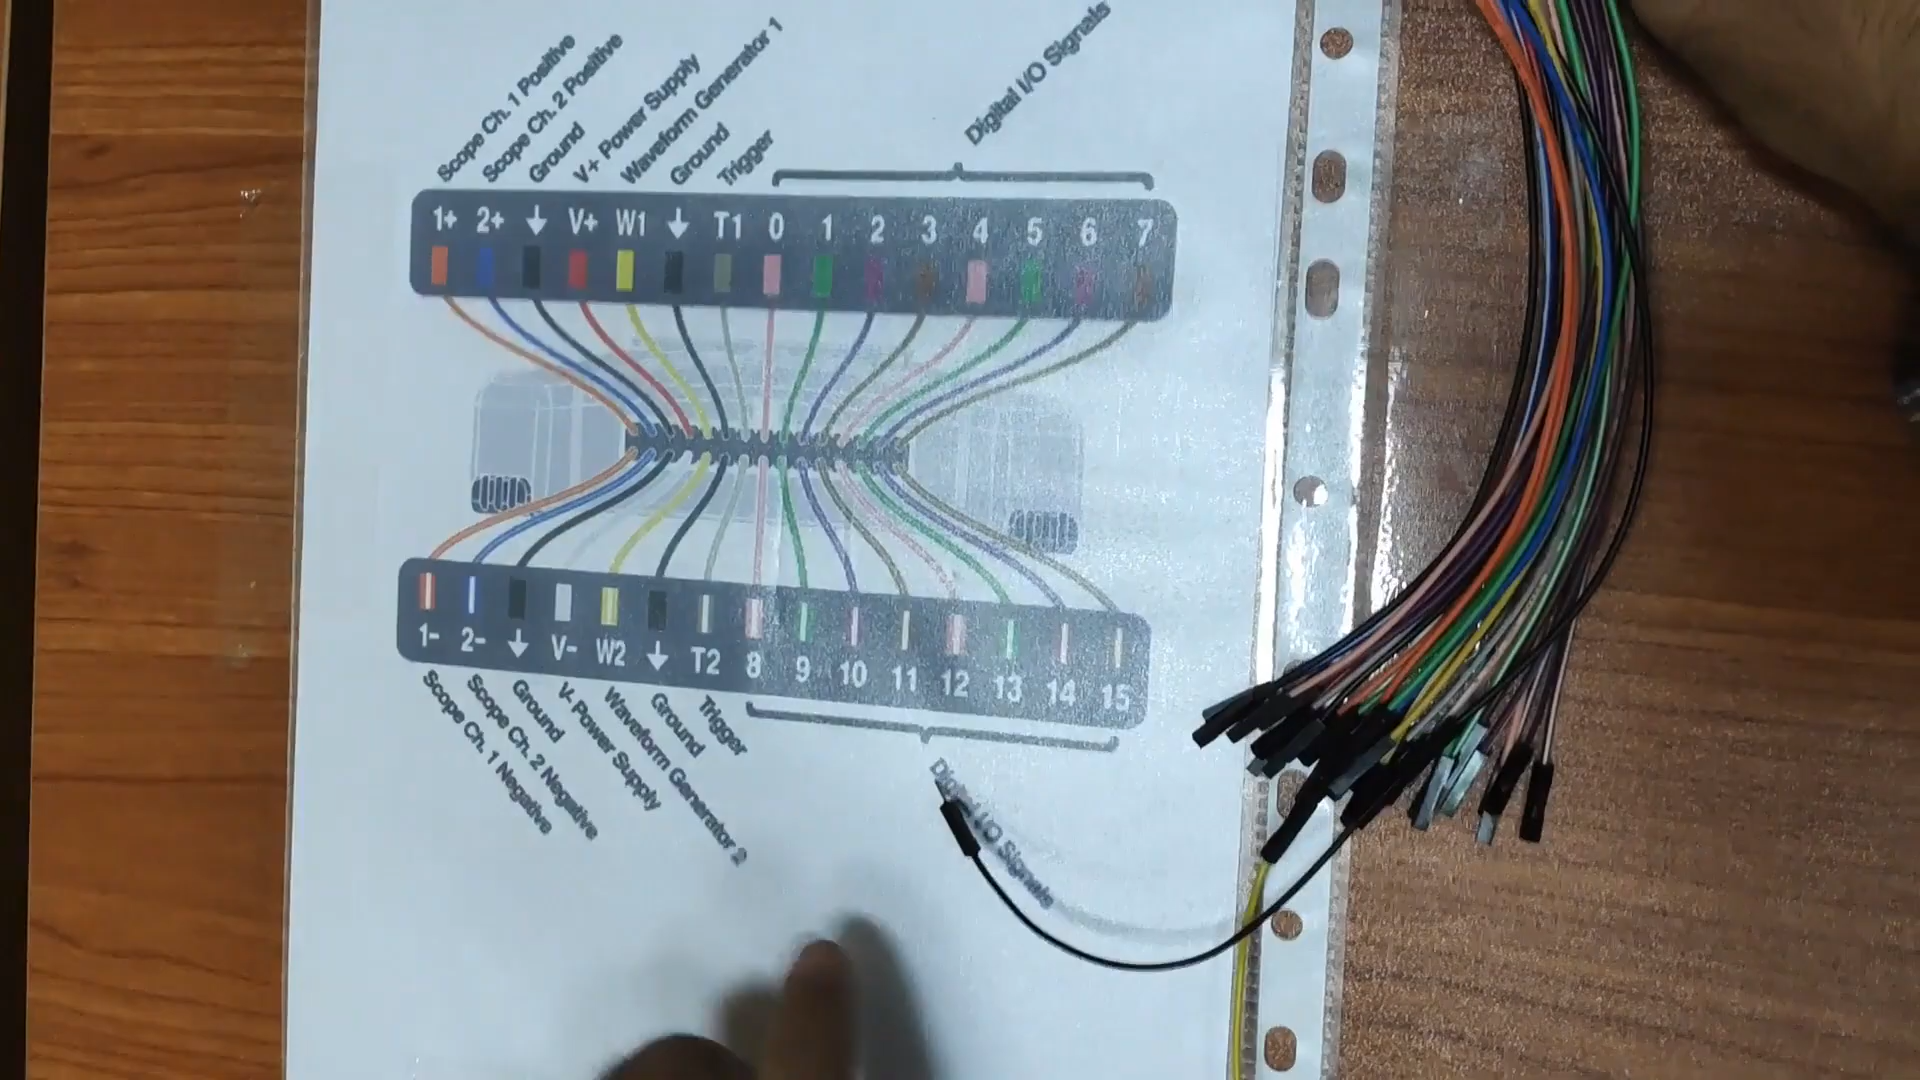 Scope Ch. 1 Positive
Scope Ch. 2 Positive
Ground
V+ Power Supply
Waveform Generator 1
Ground
Trigger
Digital I/O Signals
1+ 2+ ↓ V+ W1 ↓ T1 0 1 2 3 4 5 6 7
1- 2- ↓ V- W2 ↓ T2 8 9 10 11 12 13 14 15
Scope Ch. 1 Negative
Scope Ch. 2 Negative
Ground
V- Power Supply
Waveform Generator 2
Ground
Trigger
Digital I/O Signals